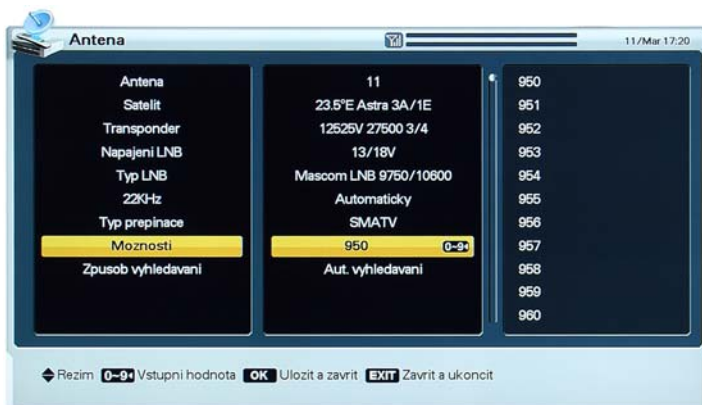 Antena 11/Mar 17:20
Antena 11 950
Satelit 23.5°E Astra 3A/1E 951
Transponder 12525V 27500 3/4 952
Napajeni LNB 13/18V 953
Typ LNB Mascom LNB 9750/10600 954
22KHz Automaticky 955
Typ prepinace SMATV 956
Moznosti 950 0~9 957
Zpusob vyhledavani Aut. vyhledavani 958
959
960
Rezim 0~9 Vstupni hodnota OK Ulozit a zavrit EXIT Zavrit a ukoncit